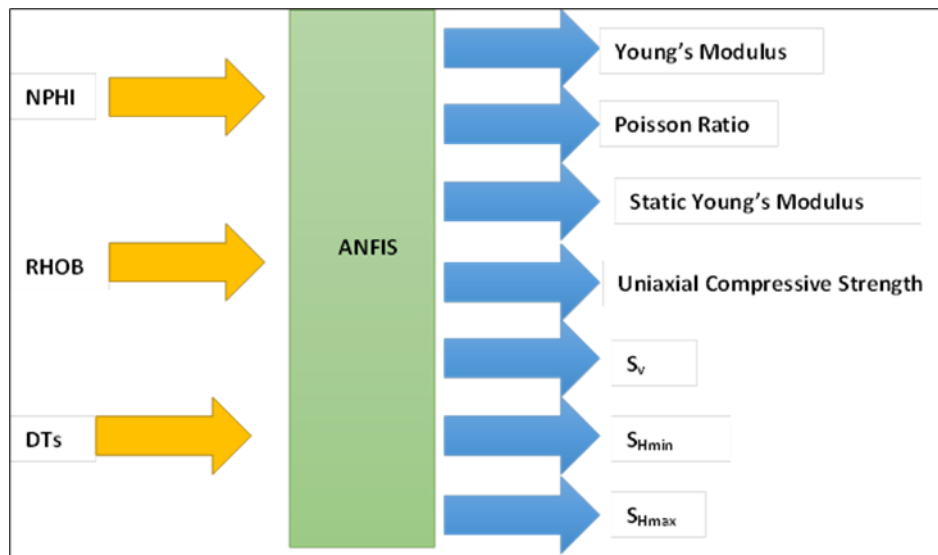 NPHI
RHOB
DTs
ANFIS
Young's Modulus
Poisson Ratio
Static Young's Modulus
Uniaxial Compressive Strength
Sv
SHmin
SHmax